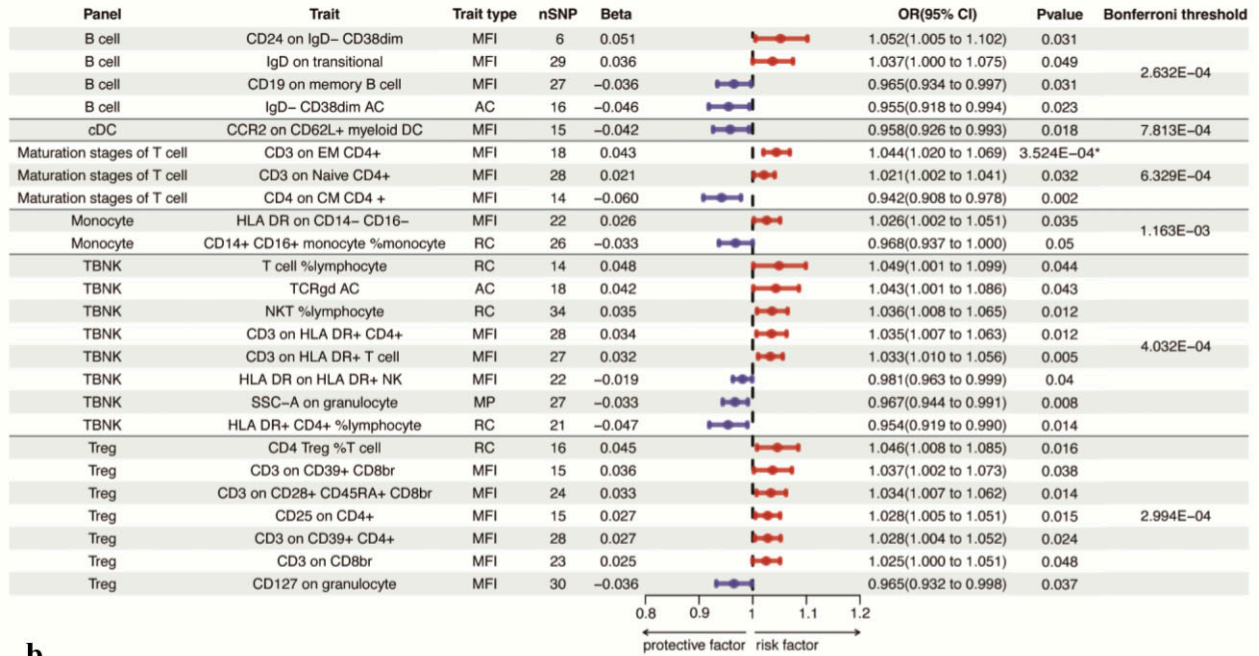 Panel Trait Trait type nSNP Beta OR(95% CI) Pvalue Bonferroni threshold
B cell CD24 on IgD− CD38dim MFI 6 0.051 1.052(1.005 to 1.102) 0.031
B cell IgD on transitional MFI 29 0.036 1.037(1.000 to 1.075) 0.049
2.632E−04
B cell CD19 on memory B cell MFI 27 −0.036 0.965(0.934 to 0.997) 0.031
B cell IgD− CD38dim AC AC 16 −0.046 0.955(0.918 to 0.994) 0.023
cDC CCR2 on CD62L+ myeloid DC MFI 15 −0.042 0.958(0.926 to 0.993) 0.018 7.813E−04
Maturation stages of T cell CD3 on EM CD4+ MFI 18 0.043 1.044(1.020 to 1.069) 3.524E−04*
Maturation stages of T cell CD3 on Naive CD4+ MFI 28 0.021 1.021(1.002 to 1.041) 0.032 6.329E−04
Maturation stages of T cell CD4 on CM CD4 + MFI 14 −0.060 0.942(0.908 to 0.978) 0.002
Monocyte HLA DR on CD14− CD16− MFI 22 0.026 1.026(1.002 to 1.051) 0.035
1.163E−03
Monocyte CD14+ CD16+ monocyte %monocyte RC 26 −0.033 0.968(0.937 to 1.000) 0.05
TBNK T cell %lymphocyte RC 14 0.048 1.049(1.001 to 1.099) 0.044
TBNK TCRgd AC AC 18 0.042 1.043(1.001 to 1.086) 0.043
TBNK NKT %lymphocyte RC 34 0.035 1.036(1.008 to 1.065) 0.012
TBNK CD3 on HLA DR+ CD4+ MFI 28 0.034 1.035(1.007 to 1.063) 0.012
4.032E−04
TBNK CD3 on HLA DR+ T cell MFI 27 0.032 1.033(1.010 to 1.056) 0.005
TBNK HLA DR on HLA DR+ NK MFI 22 −0.019 0.981(0.963 to 0.999) 0.04
TBNK SSC−A on granulocyte MP 27 −0.033 0.967(0.944 to 0.991) 0.008
TBNK HLA DR+ CD4+ %lymphocyte RC 21 −0.047 0.954(0.919 to 0.990) 0.014
Treg CD4 Treg %T cell RC 16 0.045 1.046(1.008 to 1.085) 0.016
Treg CD3 on CD39+ CD8br MFI 15 0.036 1.037(1.002 to 1.073) 0.038
Treg CD3 on CD28+ CD45RA+ CD8br MFI 24 0.033 1.034(1.007 to 1.062) 0.014
Treg CD25 on CD4+ MFI 15 0.027 1.028(1.005 to 1.051) 0.015 2.994E−04
Treg CD3 on CD39+ CD4+ MFI 28 0.027 1.028(1.004 to 1.052) 0.024
Treg CD3 on CD8br MFI 23 0.025 1.025(1.000 to 1.051) 0.048
Treg CD127 on granulocyte MFI 30 −0.036 0.965(0.932 to 0.998) 0.037
0.8 0.9 1 1.1 1.2
protective factor risk factor
b